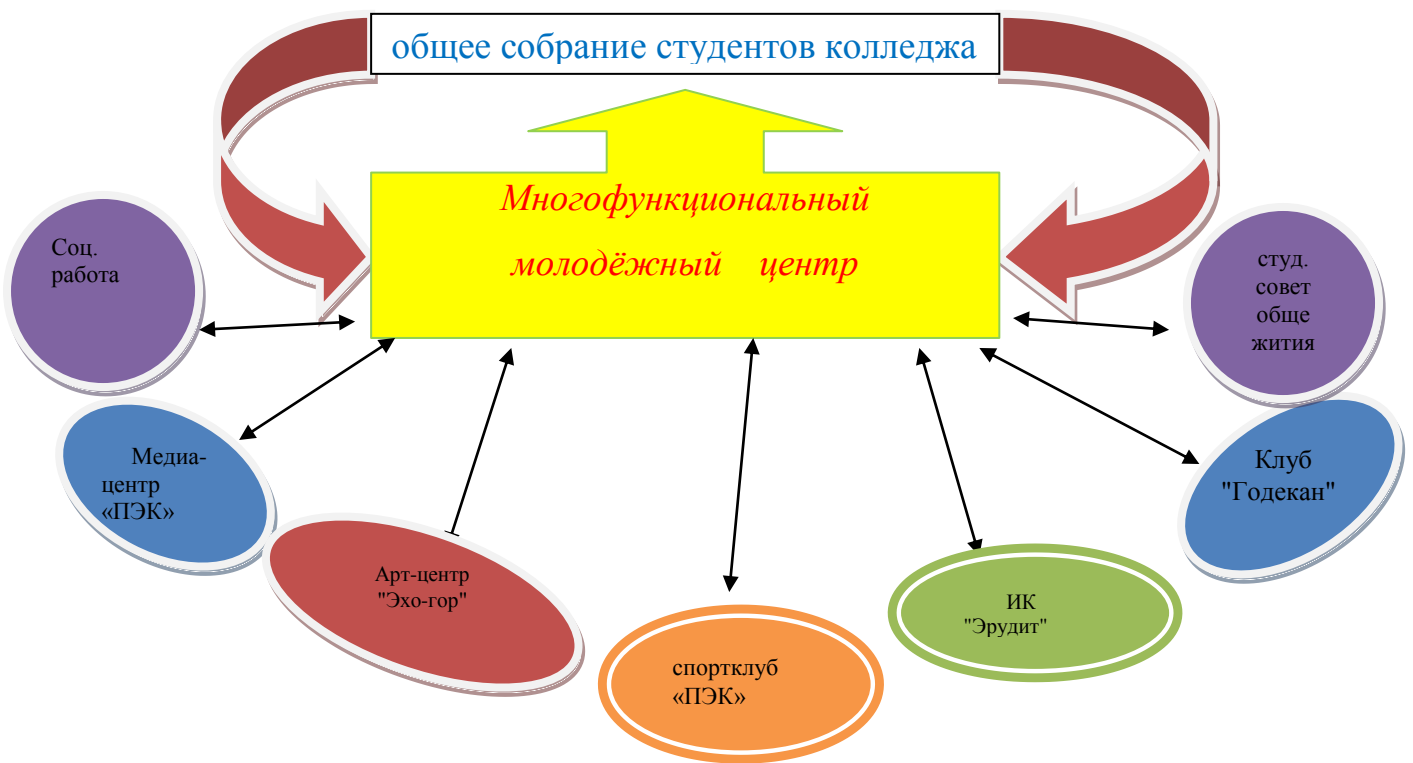 общее собрание студентов колледжа
Многофункциональный
молодёжный центр
Соц.
работа
студ.
совет
обще
жития
Медиа-
центр
«ПЭК»
Клуб
"Годекан"
Арт-центр
"Эхо-гор"
ИК
"Эрудит"
спортклуб
«ПЭК»